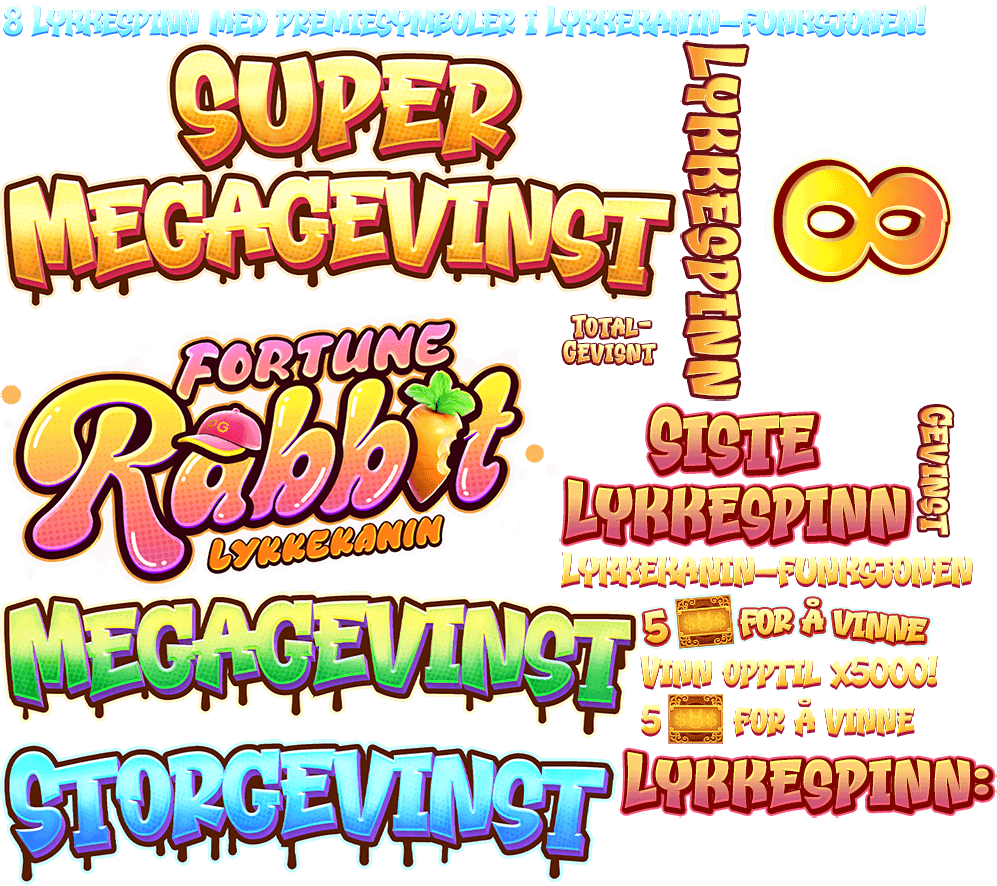 8 Lykkespinn med premiesymboler i Lykkekanin-funksjonen!
SUPER
MEGAGEVINST
LYKKESPINN
8
TOTAL-
GEVISNT
FORTUNE
Rabbit
PG
LYKKEKANIN
SISTE
LYKKESPINN
GEVINST
LYKKEKANIN-FUNKSJONEN
5 FOR Å VINNE
VINN OPPTIL X5000!
5 FOR Å VINNE
MEGAGEVINST
STORGEVINST
LYKKESPINN: